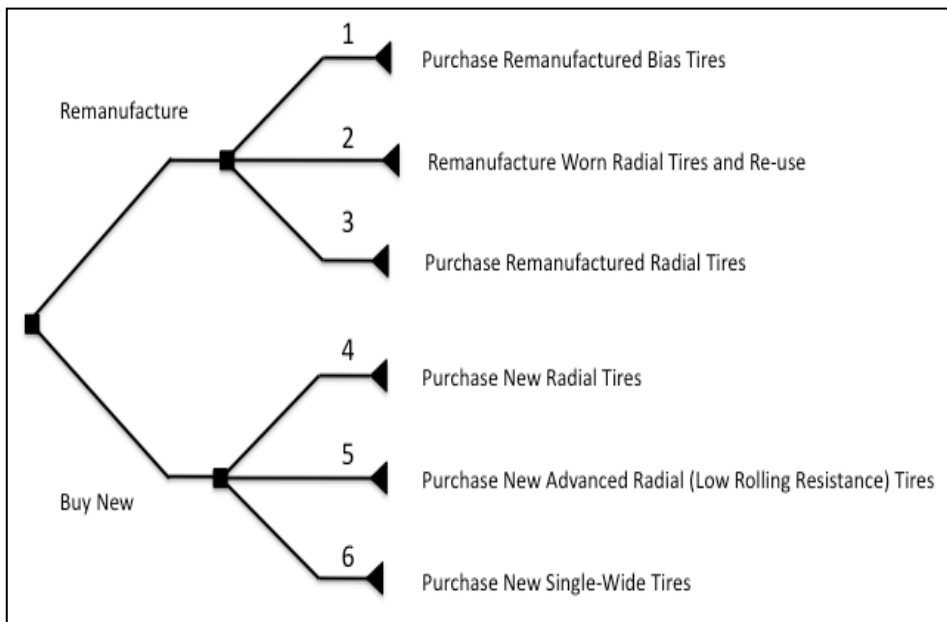 1
Purchase Remanufactured Bias Tires
Remanufacture
2
Remanufacture Worn Radial Tires and Re-use
3
Purchase Remanufactured Radial Tires
4
Purchase New Radial Tires
5
Purchase New Advanced Radial (Low Rolling Resistance) Tires
Buy New
6
Purchase New Single-Wide Tires